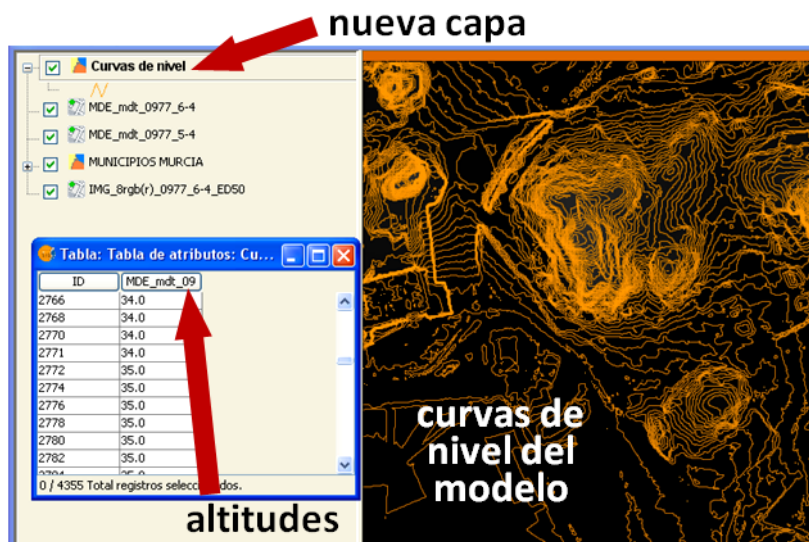 nueva capa
Curvas de nivel
MDE_mdt_0977_6-4
MDE_mdt_0977_5-4
MUNICIPIOS MURCIA
IMG_8rgb(r)_0977_6-4_ED50
Tabla: Tabla de atributos: Cu...
ID MDE_mdt_09
2766 34.0
2768 34.0
2770 34.0
2771 34.0
2772 35.0
2774 35.0
2776 35.0
2778 35.0
2780 35.0
2782 35.0
0 / 4355 Total registros
altitudes
curvas de
nivel del
modelo